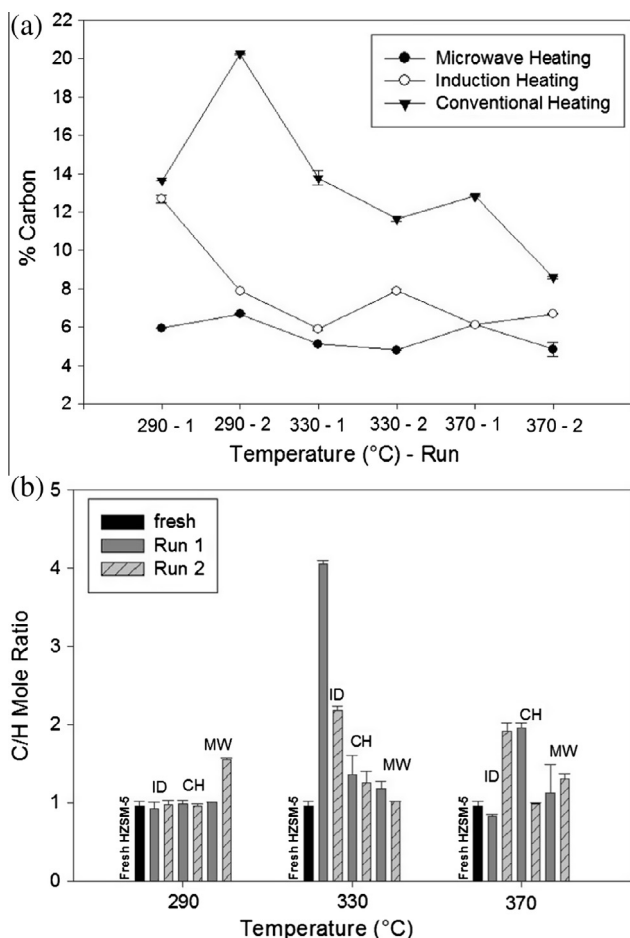 (a)
22
20
18
16
14
12
10
8
6
4
2
% Carbon
Microwave Heating
Induction Heating
Conventional Heating
290 - 1 290 - 2 330 - 1 330 - 2 370 - 1 370 - 2
Temperature (°C) - Run
(b)
5
4
3
2
1
0
C/H Mole Ratio
fresh
Run 1
Run 2
Fresh HZSM-5
ID
CH
MW
Fresh HZSM-5
ID
CH
MW
Fresh HZSM-5
ID
CH
MW
290 330 370
Temperature (°C)